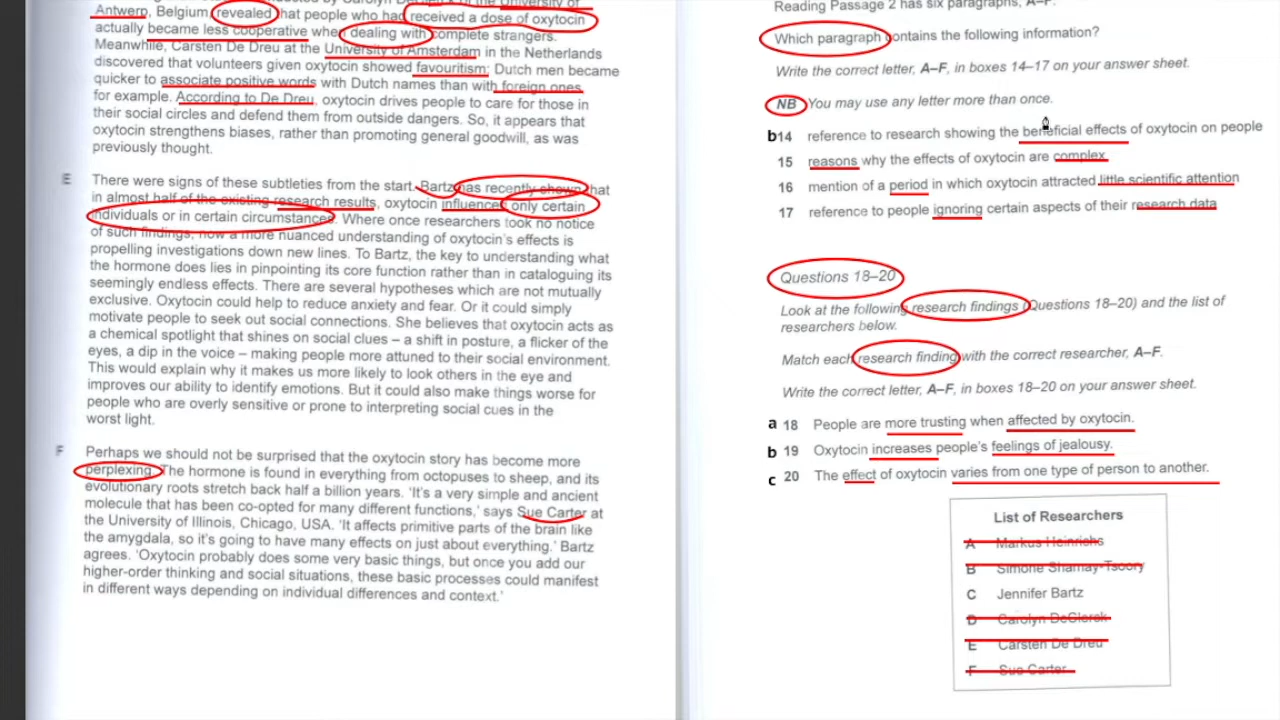 Antwerp, Belgium, revealed that people who had received a dose of oxytocin
actually became less cooperative when dealing with complete strangers.
Meanwhile, Carsten De Dreu at the University of Amsterdam in the Netherlands
discovered that volunteers given oxytocin showed favouritism: Dutch men became
quicker to associate positive words with Dutch names than with foreign ones,
for example. According to De Dreu, oxytocin drives people to care for those in
their social circles and defend them from outside dangers. So, it appears that
oxytocin strengthens biases, rather than promoting general goodwill, as was
previously thought.
E There were signs of these subtleties from the start. Bartz has recently shown that
in almost half of the existing research results, oxytocin influenced only certain
individuals or in certain circumstances. Where once researchers took no notice
of such findings, now a more nuanced understanding of oxytocin's effects is
propelling investigations down new lines. To Bartz, the key to understanding what
the hormone does lies in pinpointing its core function rather than in cataloguing its
seemingly endless effects. There are several hypotheses which are not mutually
exclusive. Oxytocin could help to reduce anxiety and fear. Or it could simply
motivate people to seek out social connections. She believes that oxytocin acts as
a chemical spotlight that shines on social clues – a shift in posture, a flicker of the
eyes, a dip in the voice – making people more attuned to their social environment.
This would explain why it makes us more likely to look others in the eye and
improves our ability to identify emotions. But it could also make things worse for
people who are overly sensitive or prone to interpreting social cues in the
worst light.
F Perhaps we should not be surprised that the oxytocin story has become more
perplexing. The hormone is found in everything from octopuses to sheep, and its
evolutionary roots stretch back half a billion years. 'It's a very simple and ancient
molecule that has been co-opted for many different functions,' says Sue Carter at
the University of Illinois, Chicago, USA. 'It affects primitive parts of the brain like
the amygdala, so it's going to have many effects on just about everything.' Bartz
agrees. 'Oxytocin probably does some very basic things, but once you add our
higher-order thinking and social situations, these basic processes could manifest
in different ways depending on individual differences and context.'
Reading Passage 2 has six paragraphs, A–F.
Which paragraph contains the following information?
Write the correct letter, A–F, in boxes 14–17 on your answer sheet.
NB You may use any letter more than once.
b 14 reference to research showing the beneficial effects of oxytocin on people
15 reasons why the effects of oxytocin are complex
16 mention of a period in which oxytocin attracted little scientific attention
17 reference to people ignoring certain aspects of their research data
Questions 18–20
Look at the following research findings (Questions 18–20) and the list of
researchers below.
Match each research finding with the correct researcher, A–F.
Write the correct letter, A–F, in boxes 18–20 on your answer sheet.
a 18 People are more trusting when affected by oxytocin.
b 19 Oxytocin increases people's feelings of jealousy.
c 20 The effect of oxytocin varies from one type of person to another.
List of Researchers
A Markus Heinrichs
B Simone Shamay-Tsoory
C Jennifer Bartz
D Carolyn DeClerck
E Carsten De Dreu
F Sue Carter